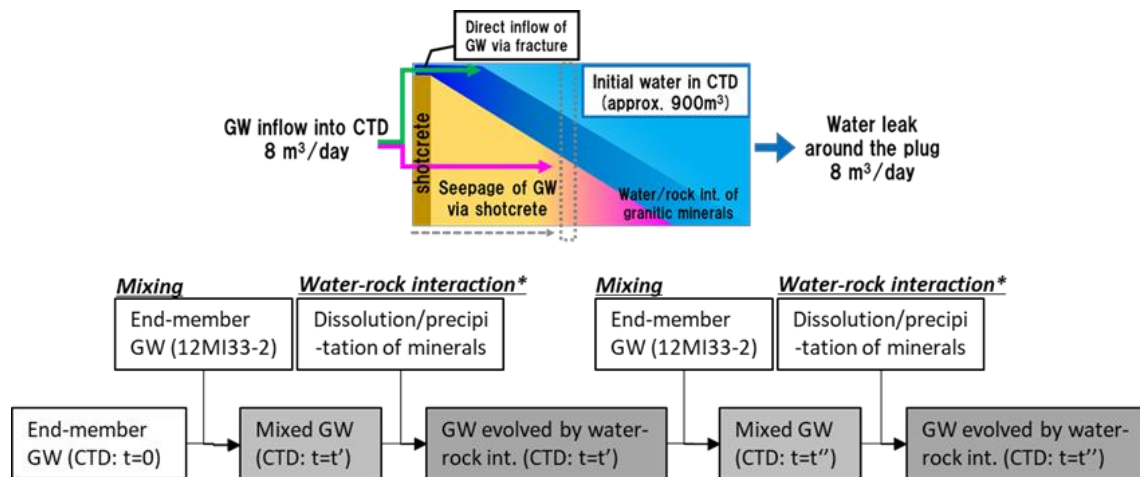 Direct inflow of
GW via fracture
Initial water in CTD
(approx. 900m³)
GW inflow into CTD
8 m³/day
shotcrete
Seepage of GW
via shotcrete
Water/rock int. of
granitic minerals
Water leak
around the plug
8 m³/day
Mixing
Water-rock interaction*
Mixing
Water-rock interaction*
End-member
GW (12MI33-2)
Dissolution/precipi
-tation of minerals
End-member
GW (12MI33-2)
Dissolution/precipi
-tation of minerals
End-member
GW (CTD: t=0)
Mixed GW
(CTD: t=t’)
GW evolved by water-
rock int. (CTD: t=t’)
Mixed GW
(CTD: t=t’’)
GW evolved by water-
rock int. (CTD: t=t’’)